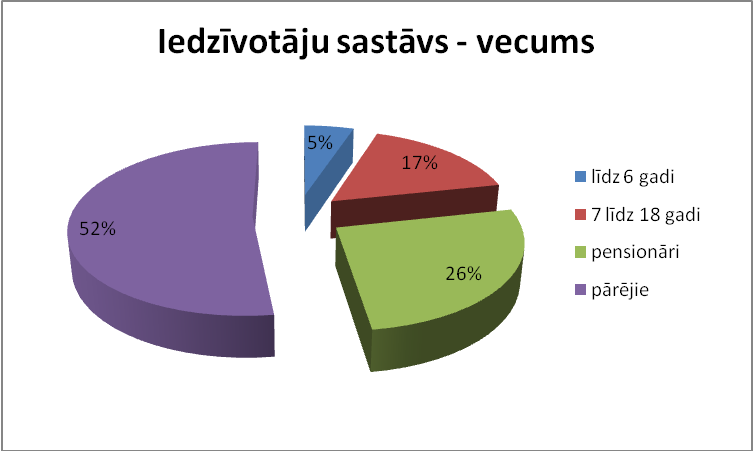 Iedzīvotāju sastāvs - vecums
5%
17%
26%
52%
līdz 6 gadi
7 līdz 18 gadi
pensionāri
pārējie